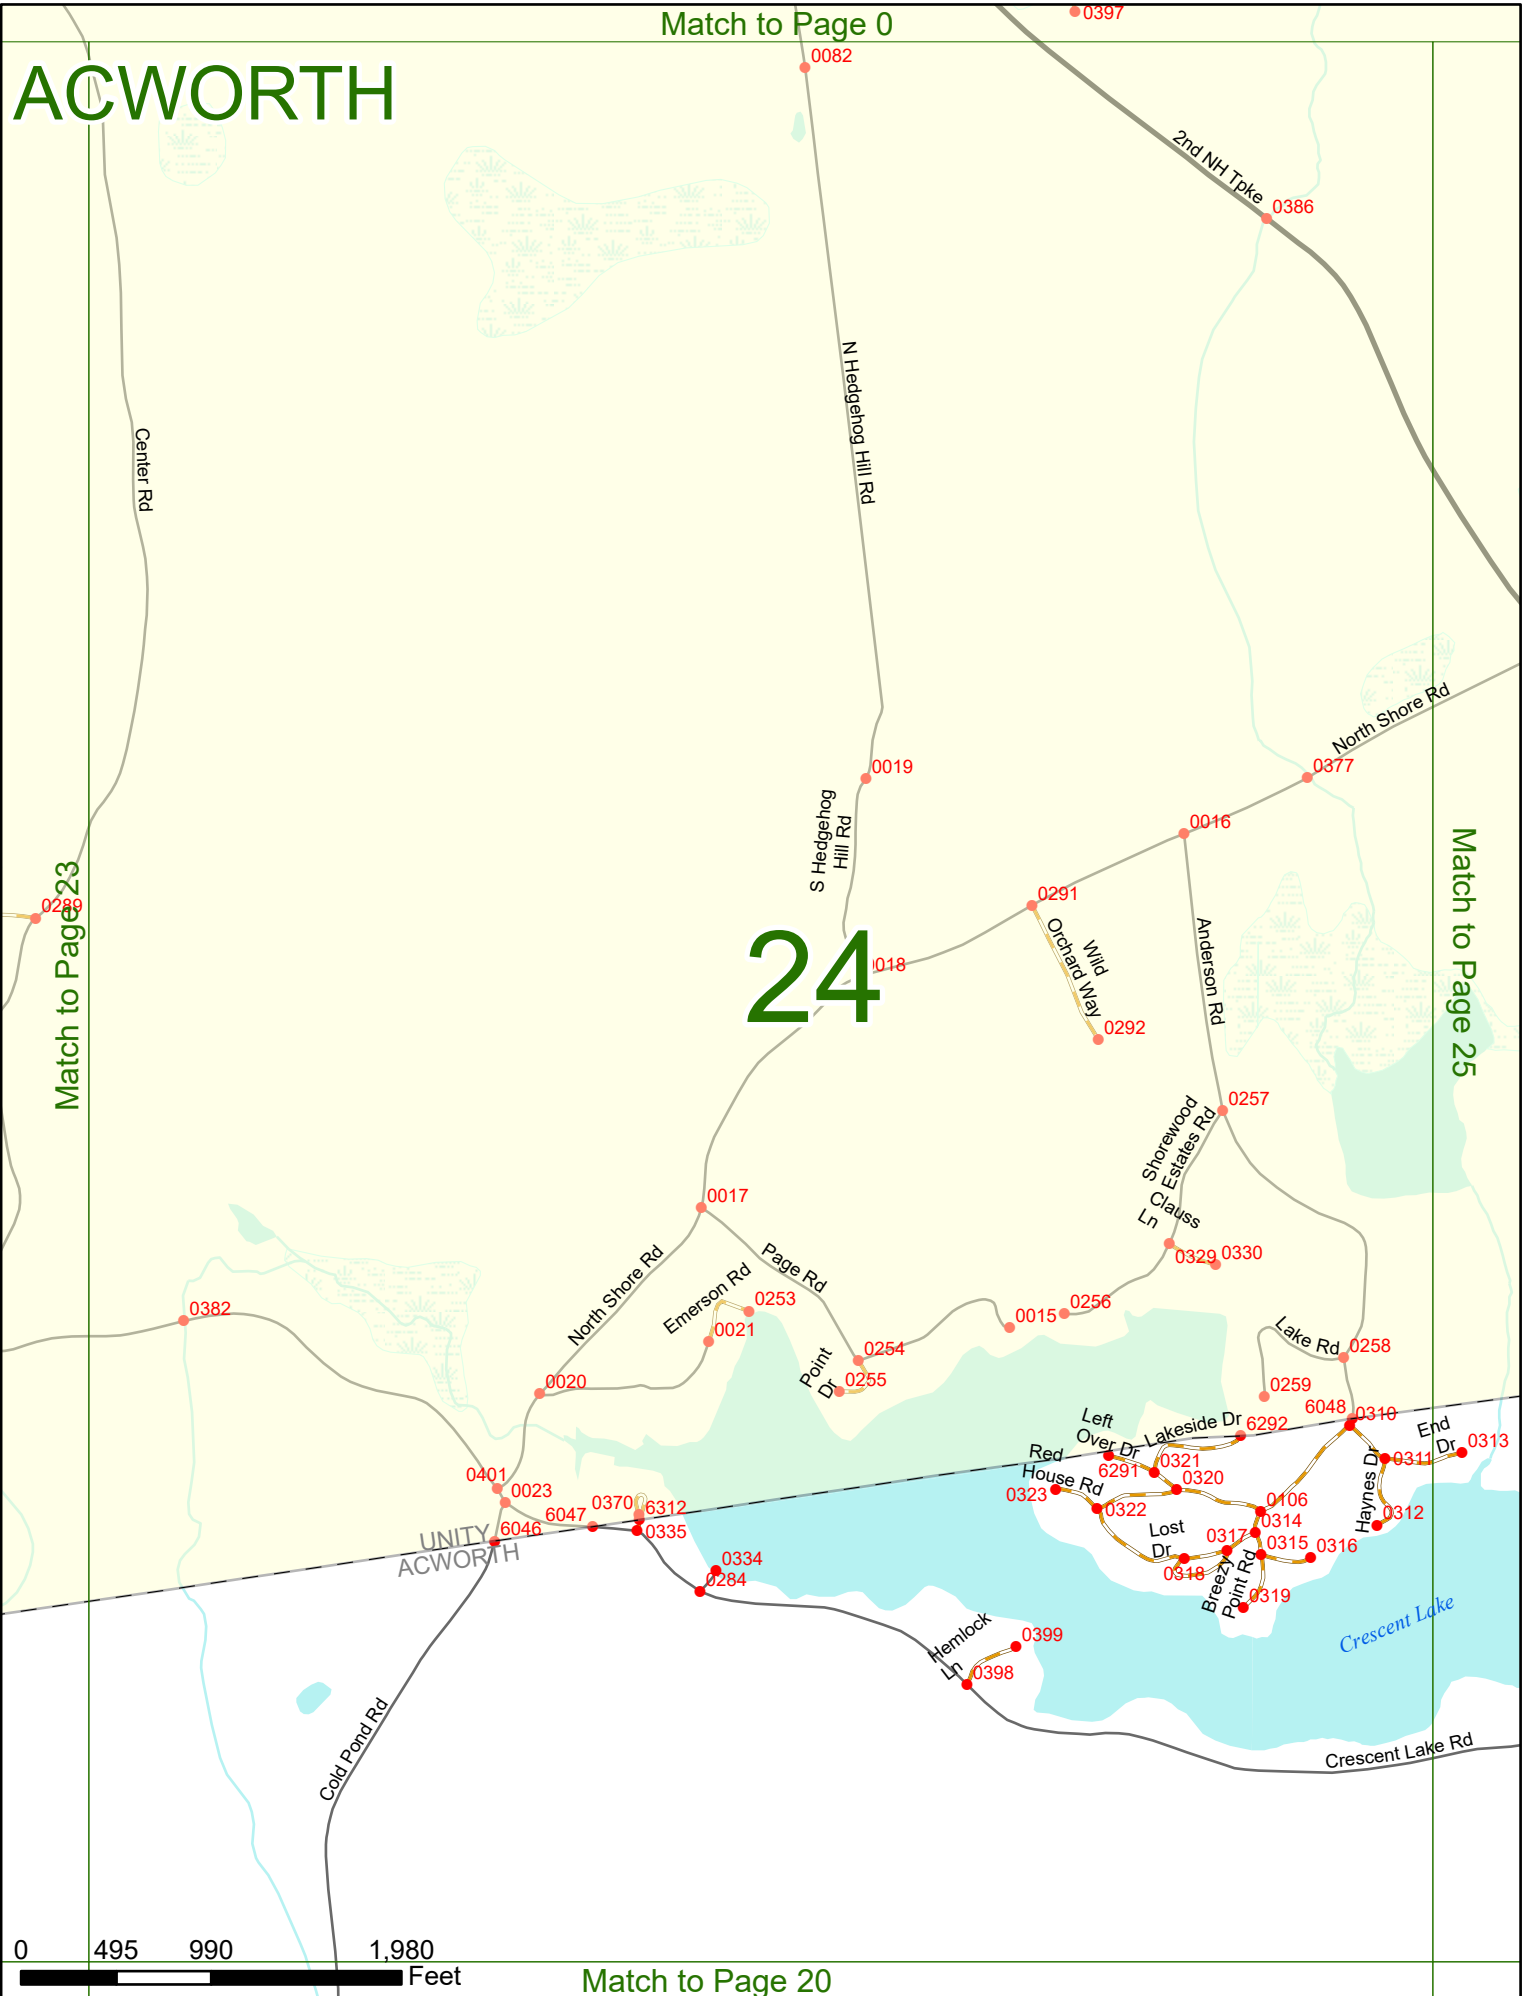 Match to Page 0
0397
ACWORTH
0082
2nd NH Tpke
0386
N Hedgehog Hill Rd
Center Rd
North Shore Rd
0377
0019
S Hedgehog
Hill Rd
0016
Match to Page 23
0289
Match to Page 25
0291
Wild
Orchard Way
Anderson Rd
24
0292
0257
Shorewood
Estates Rd
0017
Clauss
Ln
0329
0330
North Shore Rd
Page Rd
Emerson Rd
0253
0382
0021
0015
0256
0254
Lake Rd
0258
Point
Dr
0255
0020
0259
6048
0310
Left
Over Dr
Lakeside Dr
6292
End
Dr
0313
Red
House Rd
6291
0321
0311
0401
0323
0320
0023
0370
6312
0322
0106
Haynes Dr
0312
6047
0314
UNITY
6046
0335
Lost
Dr
0317
0315
0316
ACWORTH
0334
0318
0284
Breezy
Point Rd
0319
Crescent Lake
Hemlock
Ln
0399
0398
Cold Pond Rd
Crescent Lake Rd
0 495 990 1,980
Feet
Match to Page 20